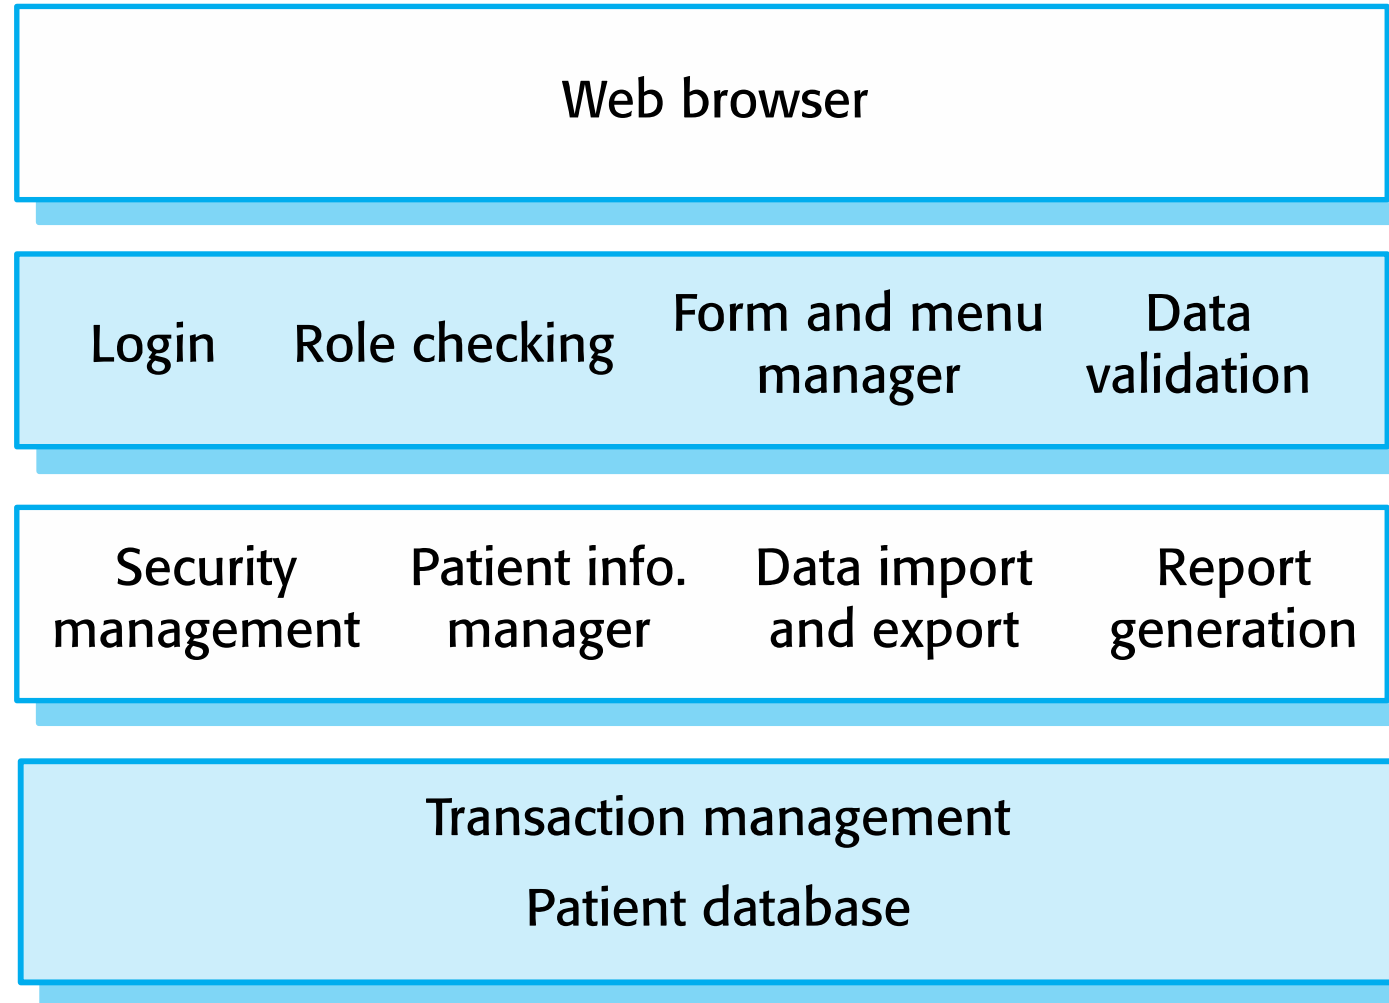 Web browser
Login
Role checking
Form and menu
manager
Data
validation
Security
management
Patient info.
manager
Data import
and export
Report
generation
Transaction management
Patient database